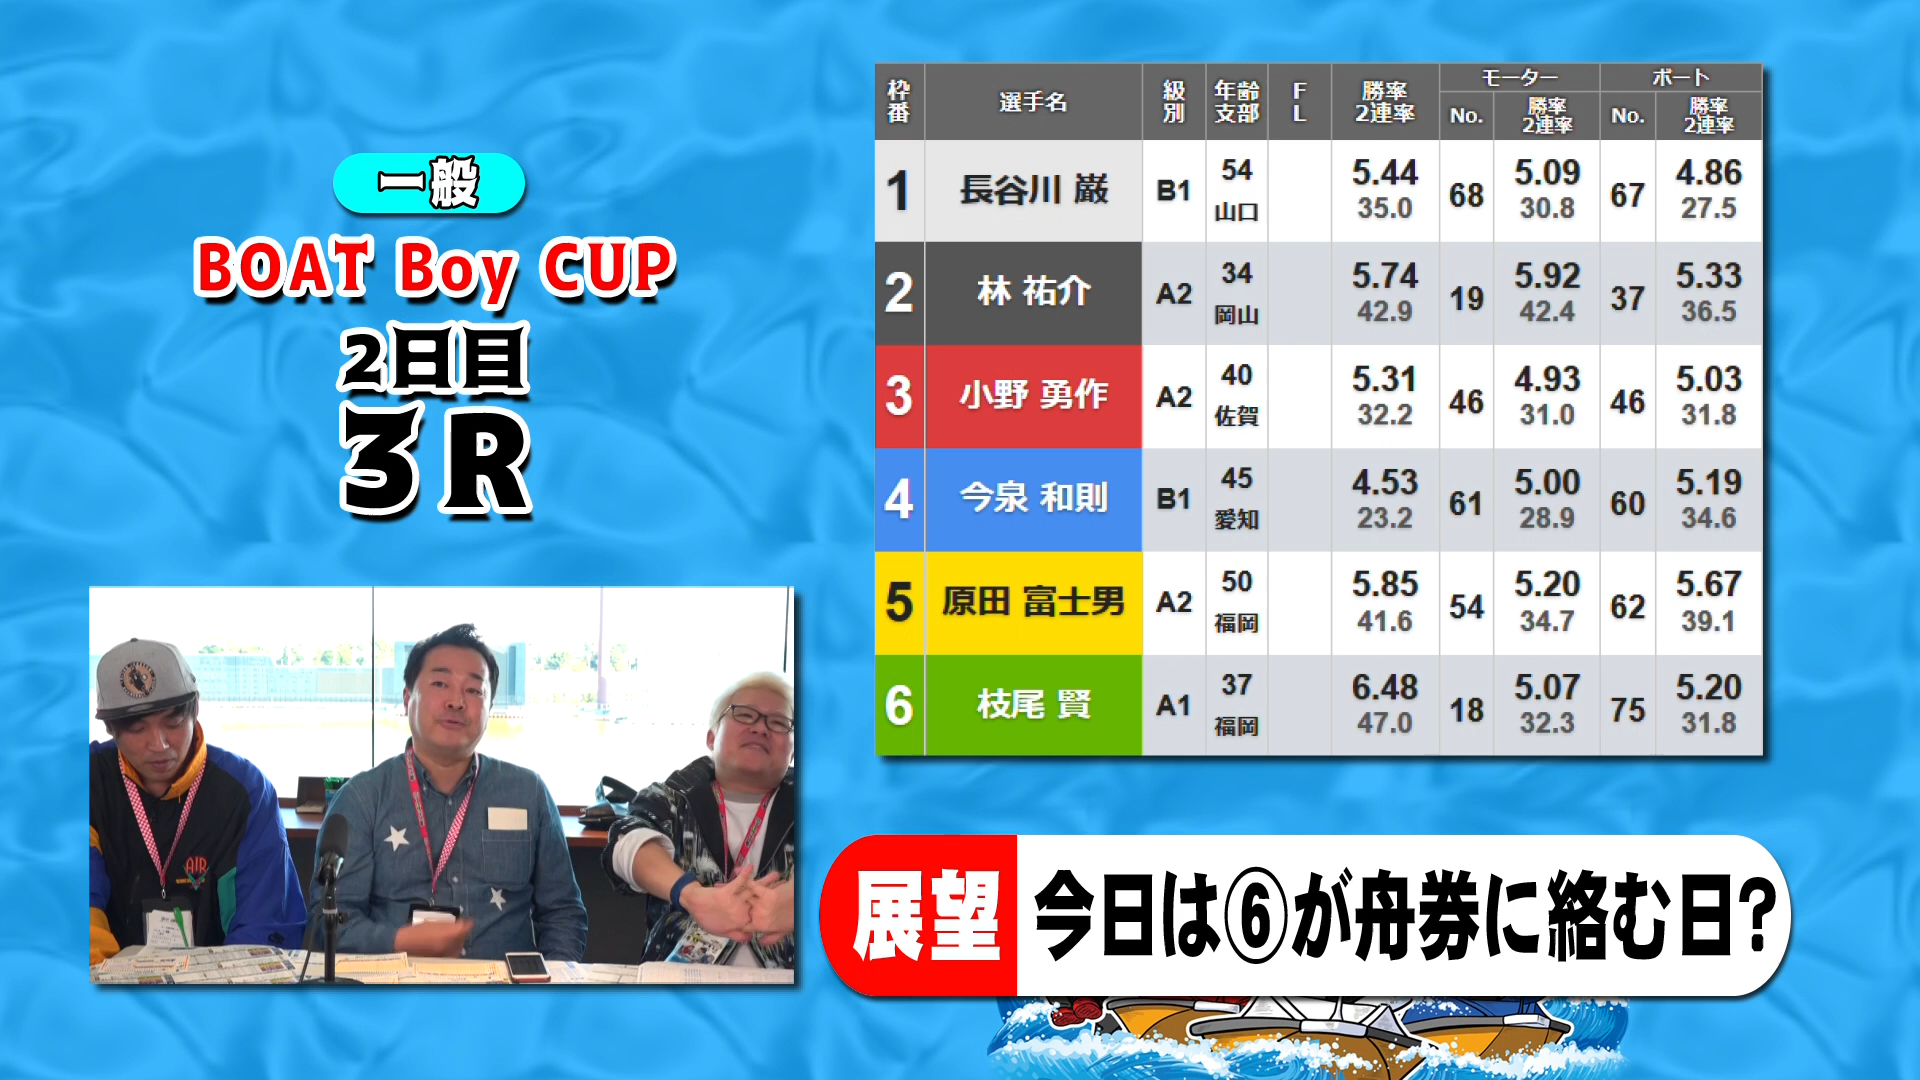 一般
BOAT Boy CUP
2日目
3R
枠番 選手名 級別 年齢支部 FL 勝率2連率 モーター ボート
No. 勝率2連率 No. 勝率2連率
1 長谷川 巌 B1 54 山口 5.44 35.0 68 5.09 30.8 67 4.86 27.5
2 林 祐介 A2 34 岡山 5.74 42.9 19 5.92 42.4 37 5.33 36.5
3 小野 勇作 A2 40 佐賀 5.31 32.2 46 4.93 31.0 46 5.03 31.8
4 今泉 和則 B1 45 愛知 4.53 23.2 61 5.00 28.9 60 5.19 34.6
5 原田 富士男 A2 50 福岡 5.85 41.6 54 5.20 34.7 62 5.67 39.1
6 枝尾 賢 A1 37 福岡 6.48 47.0 18 5.07 32.3 75 5.20 31.8
AIR
展望 今日は⑥が舟券に絡む日?